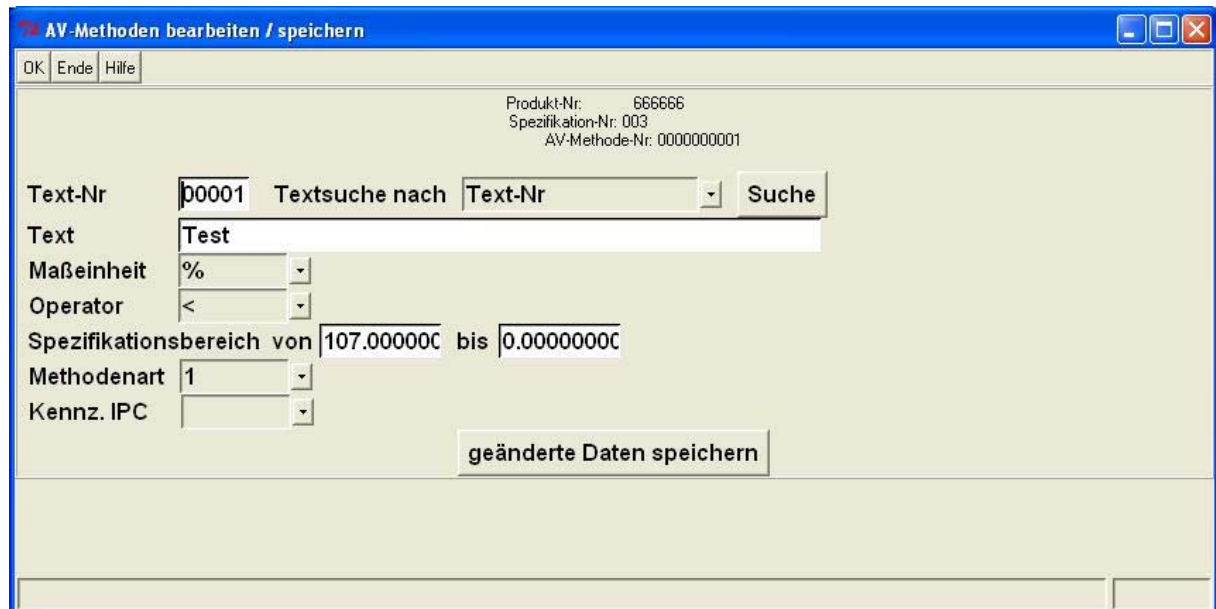 AV-Methoden bearbeiten / speichern
OK Ende Hilfe
Produkt-Nr: 666666
Spezifikation-Nr: 003
AV-Methode-Nr: 0000000001
Text-Nr 00001 Textsuche nach Text-Nr Suche
Text Test
Maßeinheit %
Operator <
Spezifikationsbereich von 107.000000 bis 0.00000000
Methodenart 1
Kennz. IPC
geänderte Daten speichern